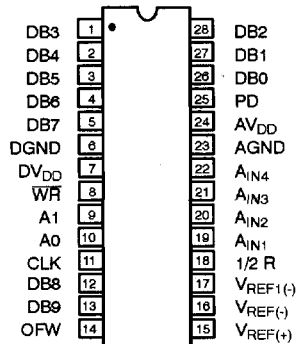 DB3 1 28 DB2
DB4 2 27 DB1
DB5 3 26 DB0
DB6 4 25 PD
DB7 5 24 AVDD
DGND 6 23 AGND
DVDD 7 22 AIN4
WR 8 21 AIN3
A1 9 20 AIN2
A0 10 19 AIN1
CLK 11 18 1/2 R
DB8 12 17 VREF1(-)
DB9 13 16 VREF(-)
OFW 14 15 VREF(+)